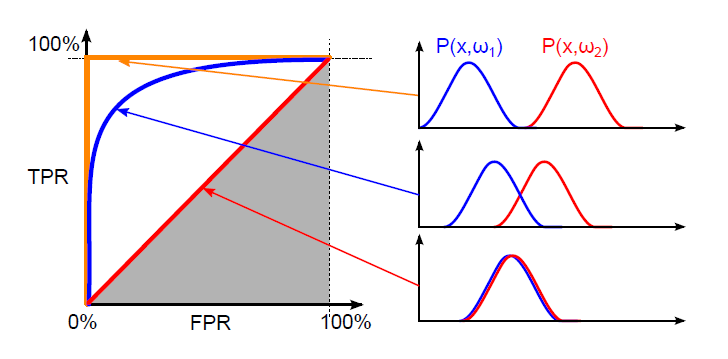 100%
TPR
0%
FPR
100%
P(x,ω₁)
P(x,ω₂)